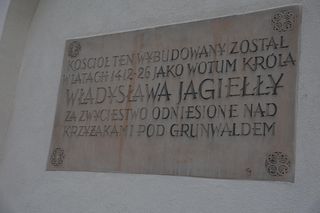 KOŚCIÓŁ TEN WYBUDOWANY ZOSTAŁ
W LATACH 1412-26 JAKO WOTUM KRÓLA
WŁADYSŁAWA JAGIEŁŁY
ZA ZWYCIĘSTWO ODNIESIONE NAD
KRZYŻAKAMI POD GRUNWALDEM